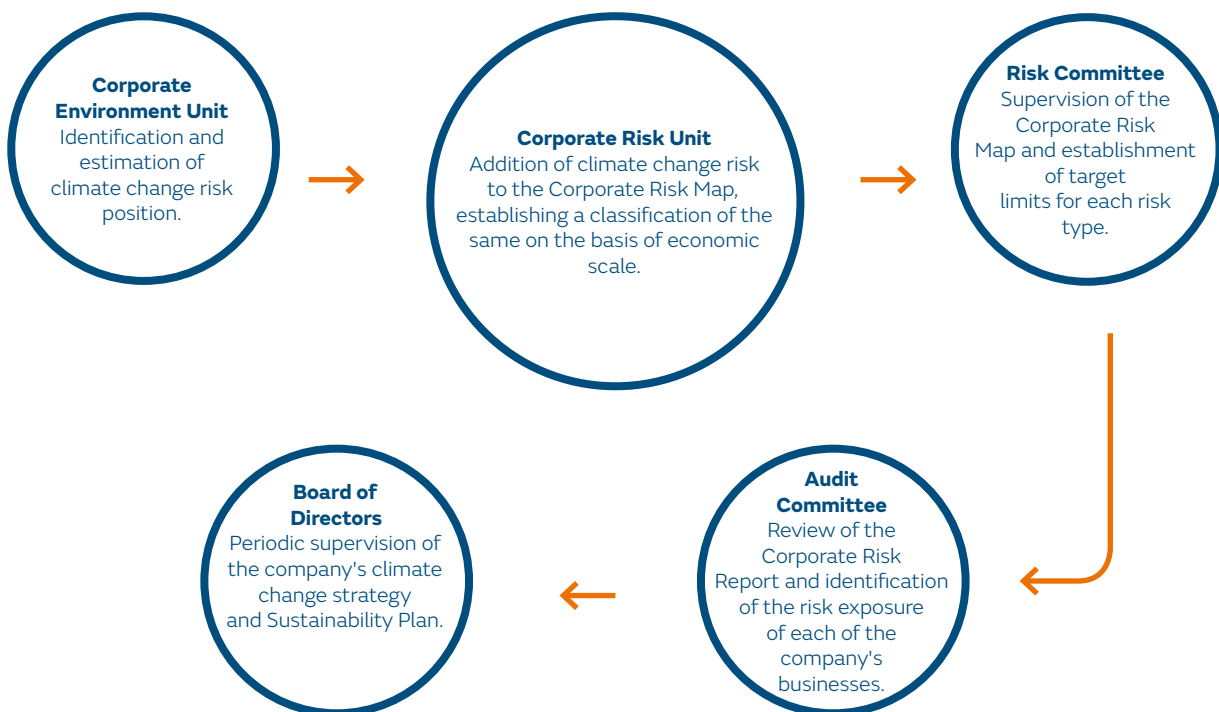 Corporate
Environment Unit
Identification and
estimation of
climate change risk
position.
Corporate Risk Unit
Addition of climate change risk
to the Corporate Risk Map,
establishing a classification of the
same on the basis of economic
scale.
Risk Committee
Supervision of the
Corporate Risk
Map and establishment
of target
limits for each risk
type.
Audit
Committee
Review of the
Corporate Risk
Report and identification
of the risk exposure
of each of the
company's
businesses.
Board of
Directors
Periodic supervision of
the company's climate
change strategy
and Sustainability Plan.